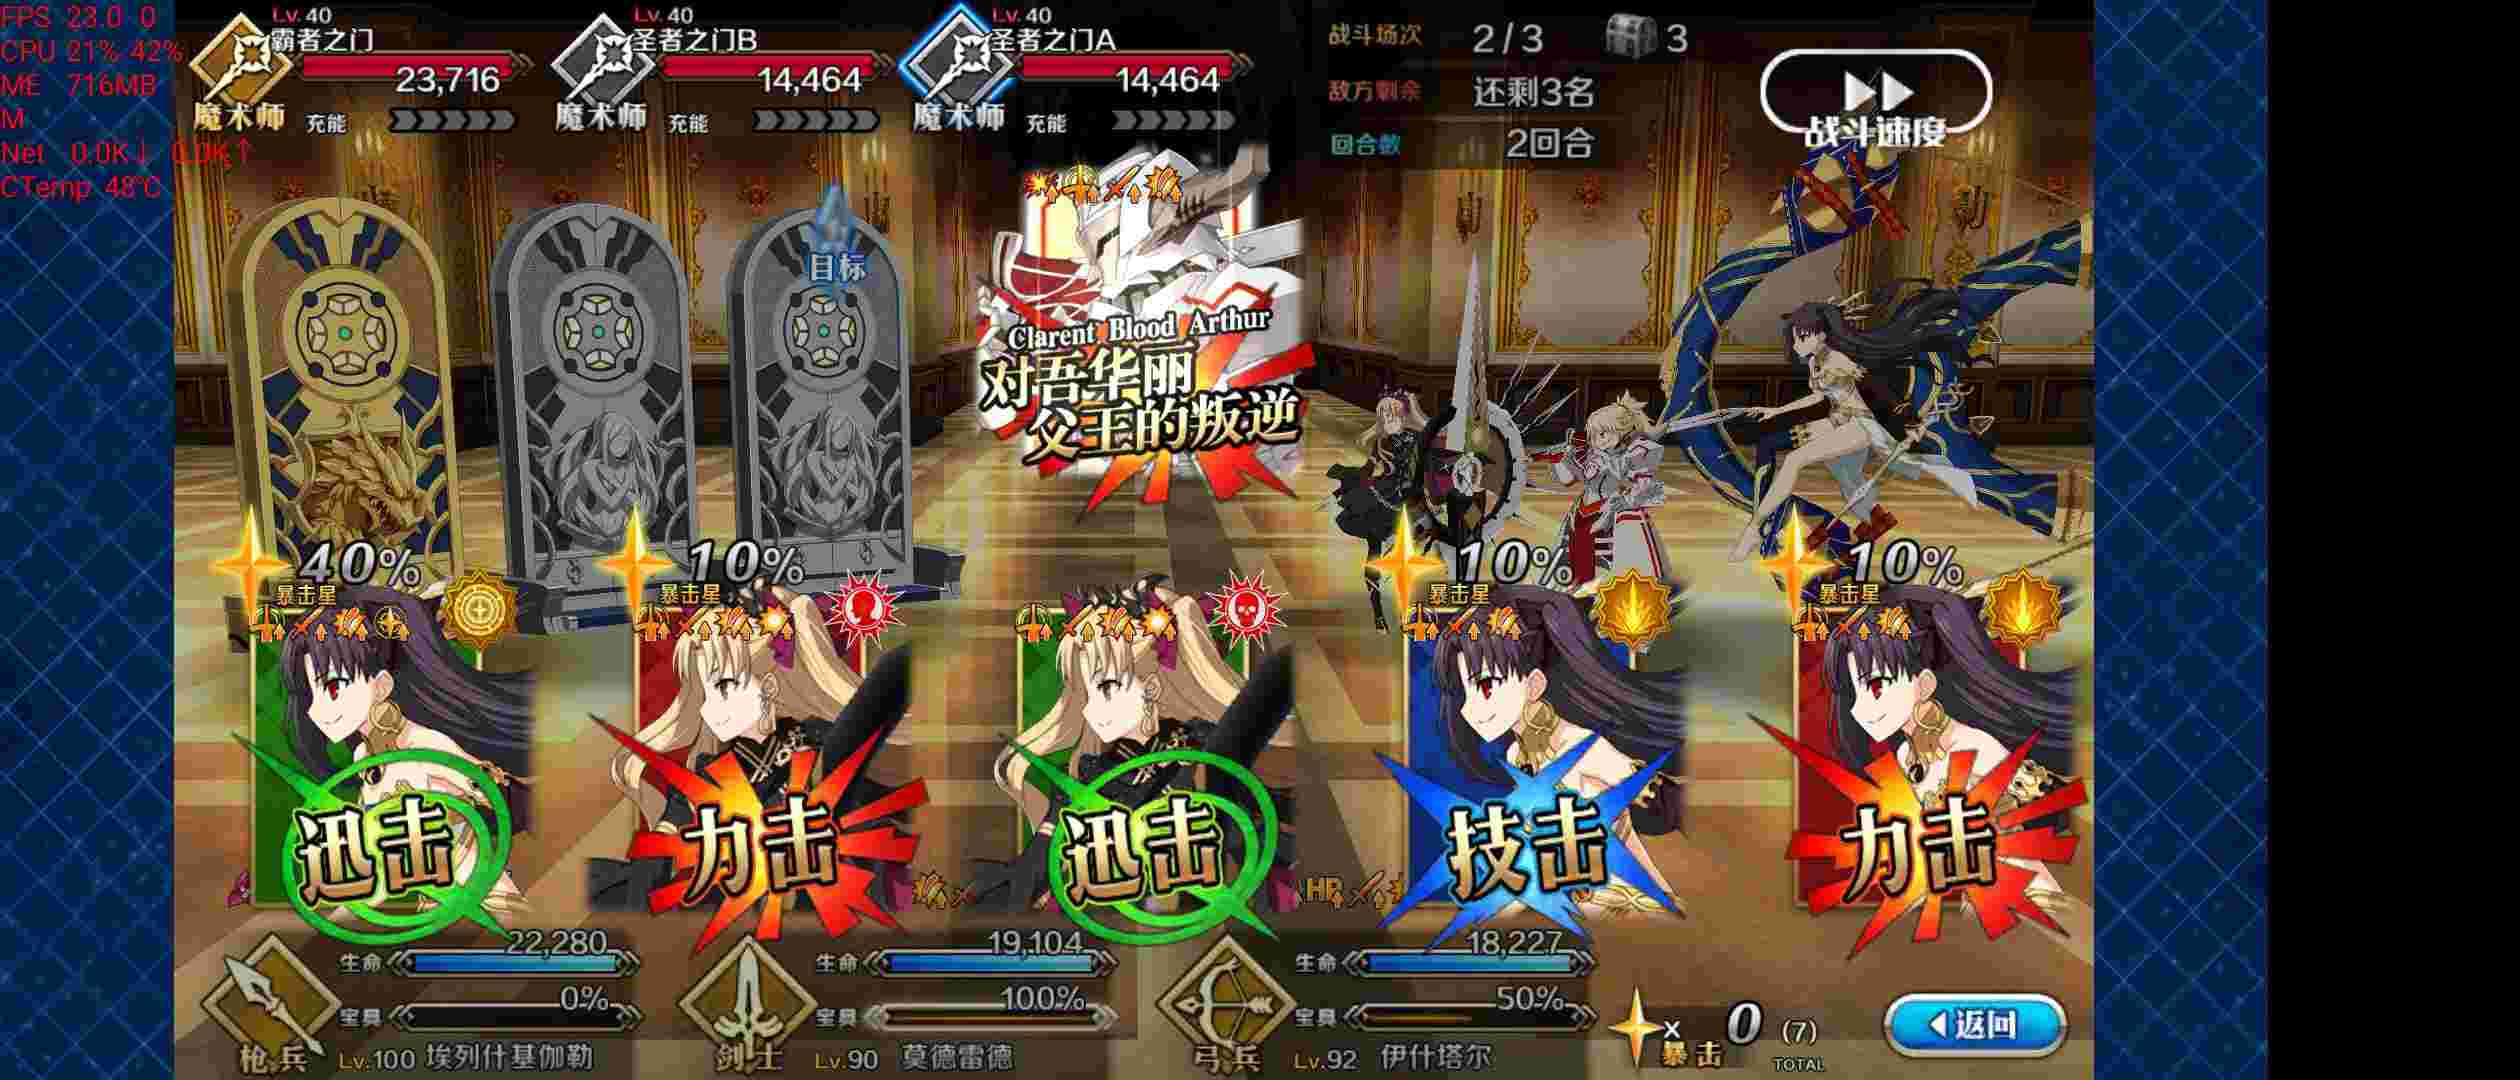 FPS 23.0 0
CPU 21% 42%
ME 716MB
M
Net 0.0K↓ 0.0K↑
CTemp 48°C
Lv. 40
霸者之门
23,716
魔术师
充能
Lv. 40
圣者之门B
14,464
魔术师
充能
Lv. 40
圣者之门A
14,464
魔术师
充能
战斗场次 2/3 3
敌方剩余 还剩3名
回合数 2回合
战斗速度
目标
Clarent Blood Arthur
对吾华丽
父王的叛逆
40%
暴击星
迅击
10%
暴击星
力击
迅击
10%
暴击星
技击
10%
暴击星
力击
HP
生命 22,280
宝具 0%
枪兵 Lv.100 埃列什基伽勒
生命 19,104
宝具 100%
剑士 Lv.90 莫德雷德
生命 18,227
宝具 50%
弓兵 Lv.92 伊什塔尔
x 0 (7)
暴击 TOTAL
返回